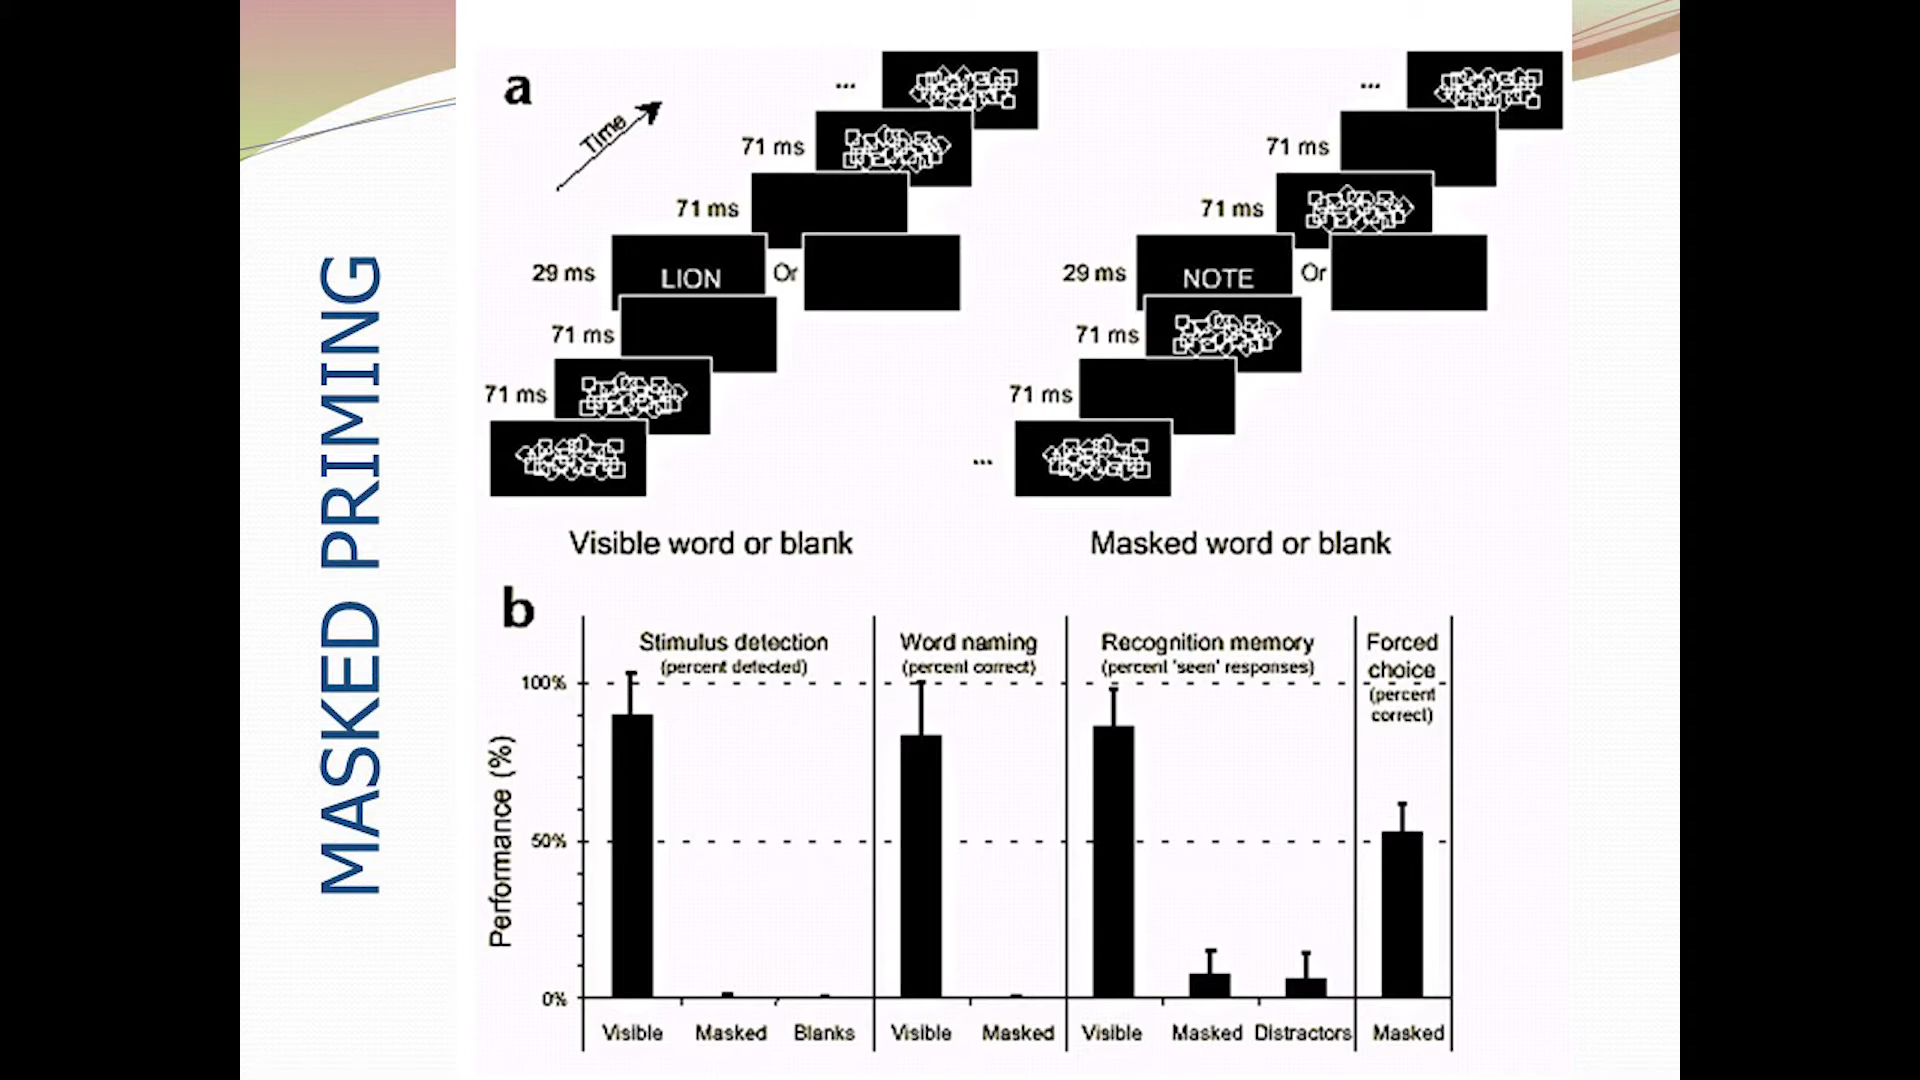 MASKED PRIMING
a
Time
...
71 ms
71 ms
29 ms
LION
Or
71 ms
71 ms
Visible word or blank
...
71 ms
71 ms
29 ms
NOTE
Or
71 ms
71 ms
...
Masked word or blank
b
Performance (%)
100%
50%
0%
Stimulus detection
(percent detected)
Visible
Masked
Blanks
Word naming
(percent correct)
Visible
Masked
Recognition memory
(percent 'seen' responses)
Visible
Masked
Distractors
Forced
choice
(percent
correct)
Masked